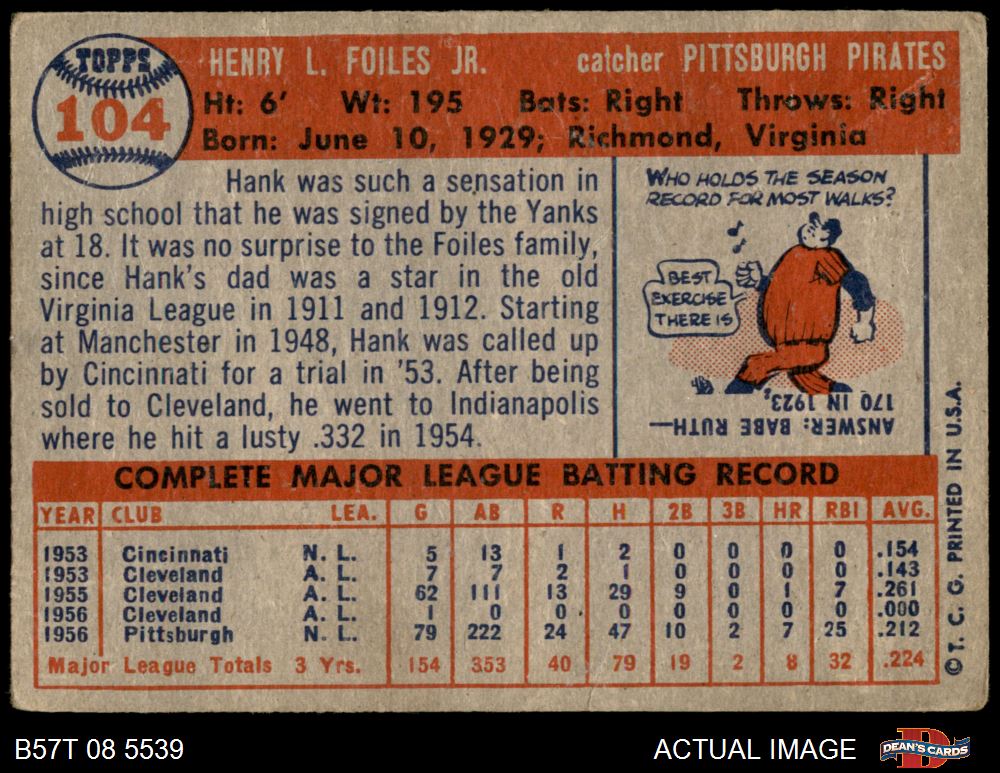 TOPPS
104
HENRY L. FOILES JR. catcher PITTSBURGH PIRATES
Ht: 6' Wt: 195 Bats: Right Throws: Right
Born: June 10, 1929; Richmond, Virginia
Hank was such a sensation in
high school that he was signed by the Yanks
at 18. It was no surprise to the Foiles family,
since Hank's dad was a star in the old
Virginia League in 1911 and 1912. Starting
at Manchester in 1948, Hank was called up
by Cincinnati for a trial in '53. After being
sold to Cleveland, he went to Indianapolis
where he hit a lusty .332 in 1954.
WHO HOLDS THE SEASON
RECORD FOR MOST WALKS?
BEST
EXERCISE
THERE IS
ANSWER: BABE RUTH—
170 IN 1923,
COMPLETE MAJOR LEAGUE BATTING RECORD
YEAR CLUB LEA. G AB R H 2B 3B HR RBI AVG.
1953 Cincinnati N. L. 5 13 1 2 0 0 0 0 .154
1953 Cleveland A. L. 7 7 2 1 0 0 0 0 .143
1955 Cleveland A. L. 62 111 13 29 9 0 1 7 .261
1956 Cleveland A. L. 1 0 0 0 0 0 0 0 .000
1956 Pittsburgh N. L. 79 222 24 47 10 2 7 25 .212
Major League Totals 3 Yrs. 154 353 40 79 19 2 8 32 .224
© T. C. G. PRINTED IN U.S.A.
B57T 08 5539
ACTUAL IMAGE
DEAN'S CARDS